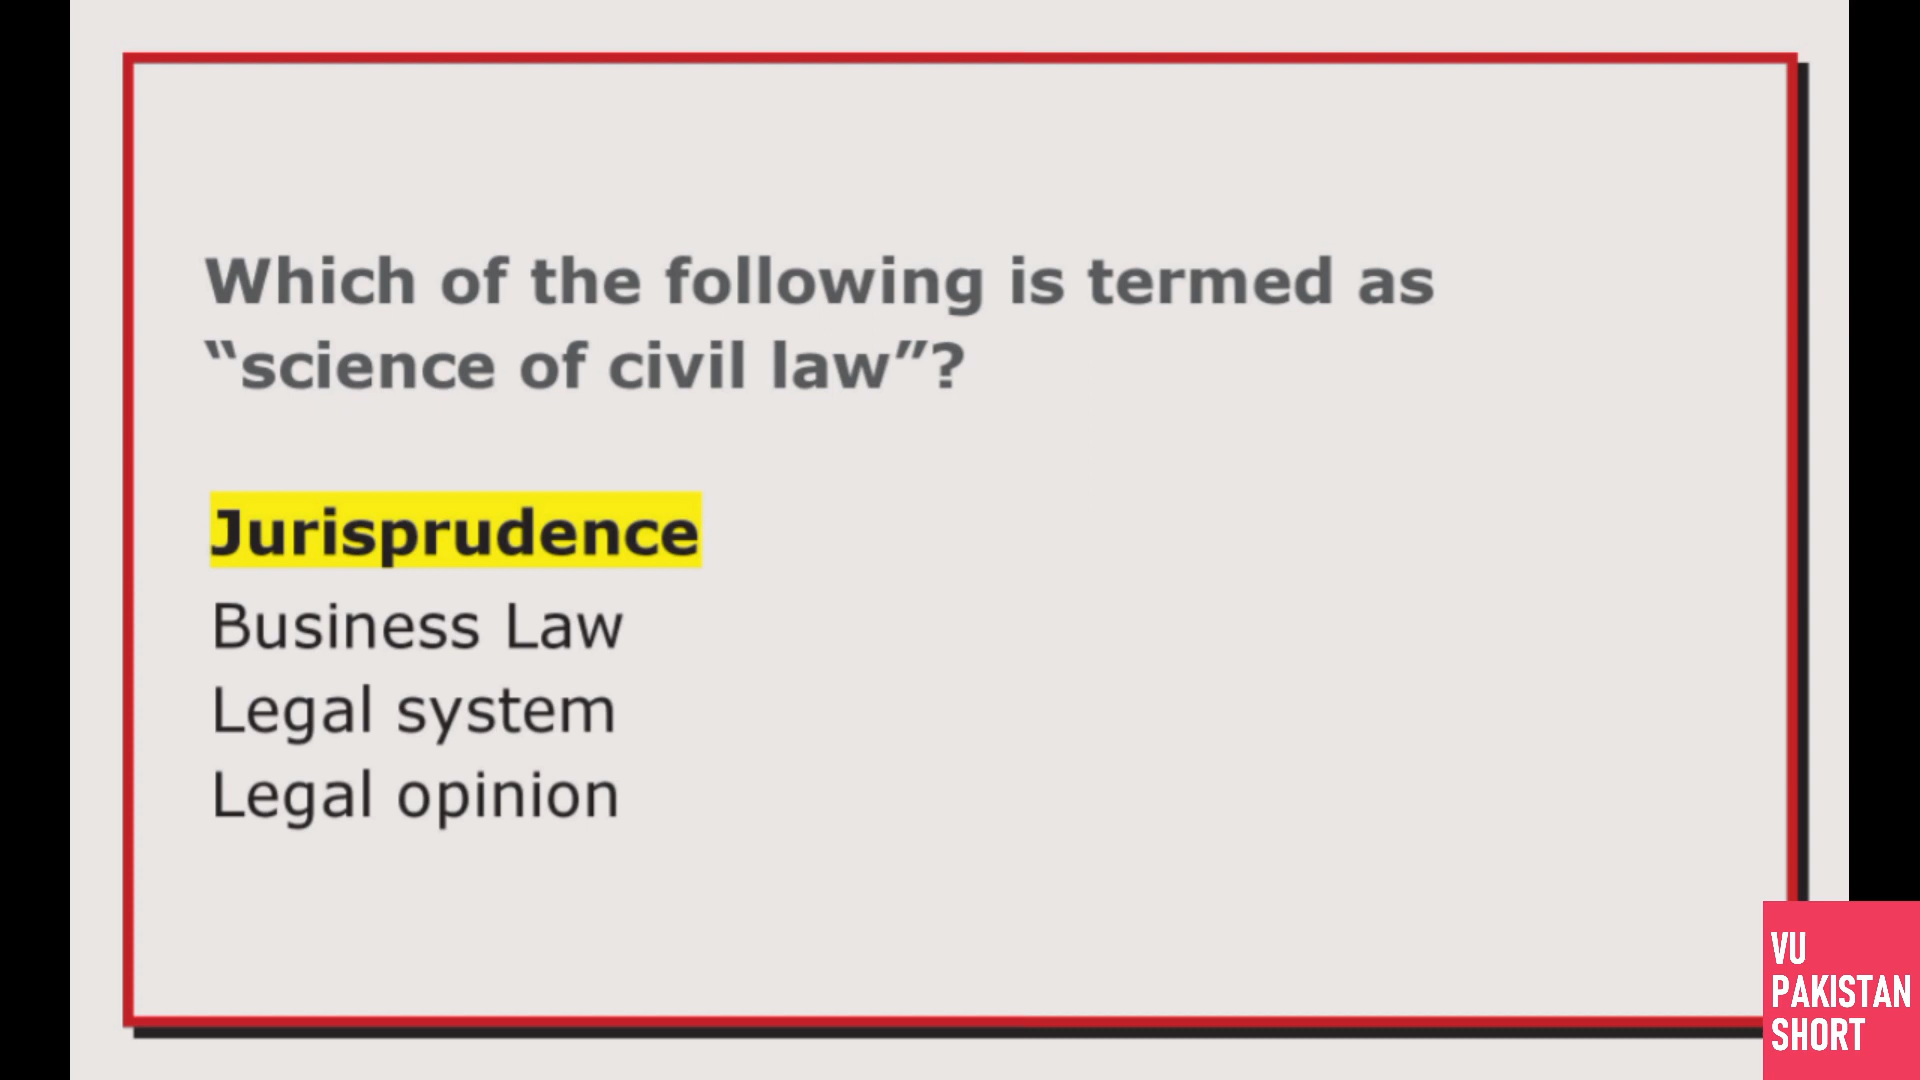 Which of the following is termed as
“science of civil law”?
Jurisprudence
Business Law
Legal system
Legal opinion
VU
PAKISTAN
SHORT